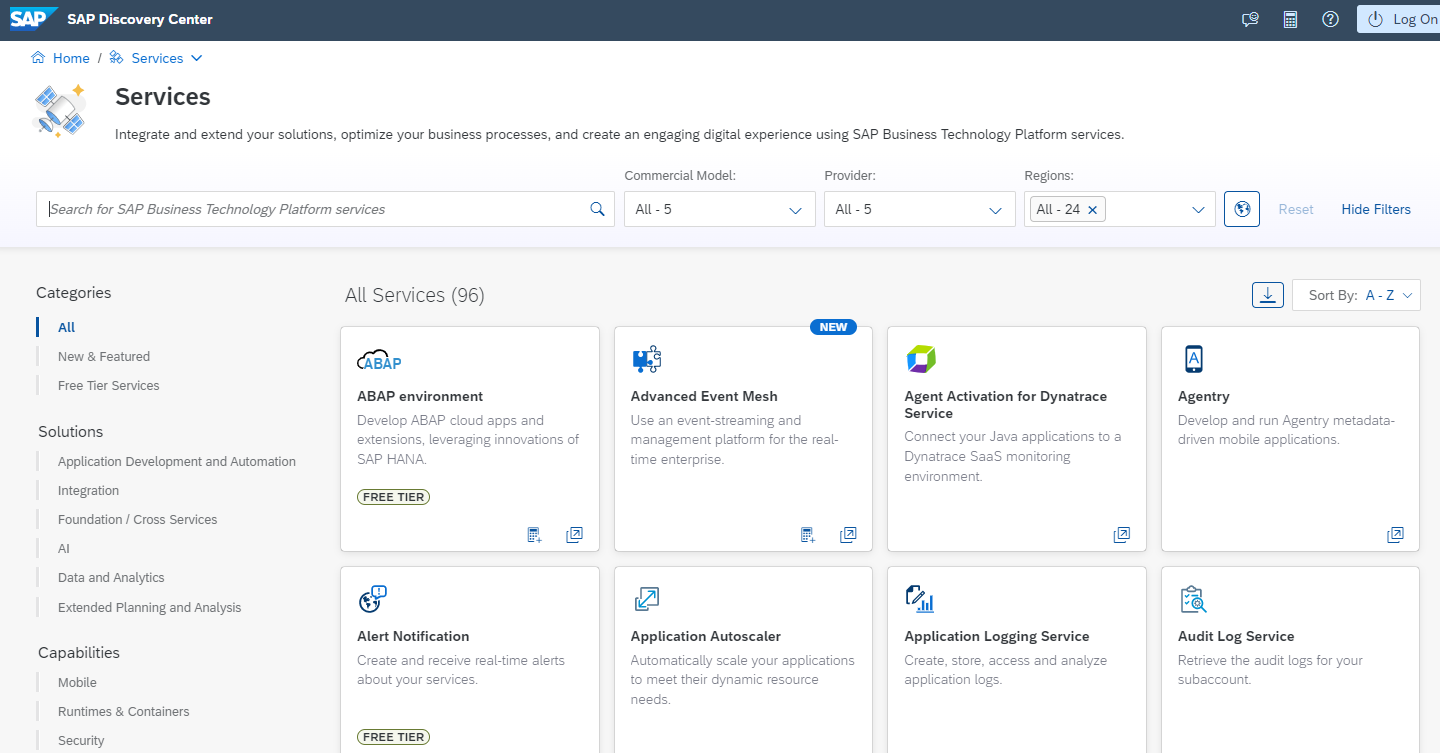 SAP SAP Discovery Center
Log On
Home / Services
Services
Integrate and extend your solutions, optimize your business processes, and create an engaging digital experience using SAP Business Technology Platform services.
Commercial Model: Provider: Regions:
Search for SAP Business Technology Platform services All - 5 All - 5 All - 24 Reset Hide Filters
Categories
All
New & Featured
Free Tier Services
Solutions
Application Development and Automation
Integration
Foundation / Cross Services
AI
Data and Analytics
Extended Planning and Analysis
Capabilities
Mobile
Runtimes & Containers
Security
All Services (96)
Sort By: A - Z
ABAP
ABAP environment
Develop ABAP cloud apps and
extensions, leveraging innovations of
SAP HANA.
FREE TIER
NEW
Advanced Event Mesh
Use an event-streaming and
management platform for the real-
time enterprise.
Agent Activation for Dynatrace
Service
Connect your Java applications to a
Dynatrace SaaS monitoring
environment.
A
Agentry
Develop and run Agentry metadata-
driven mobile applications.
Alert Notification
Create and receive real-time alerts
about your services.
FREE TIER
Application Autoscaler
Automatically scale your applications
to meet their dynamic resource
needs.
Application Logging Service
Create, store, access and analyze
application logs.
Audit Log Service
Retrieve the audit logs for your
subaccount.